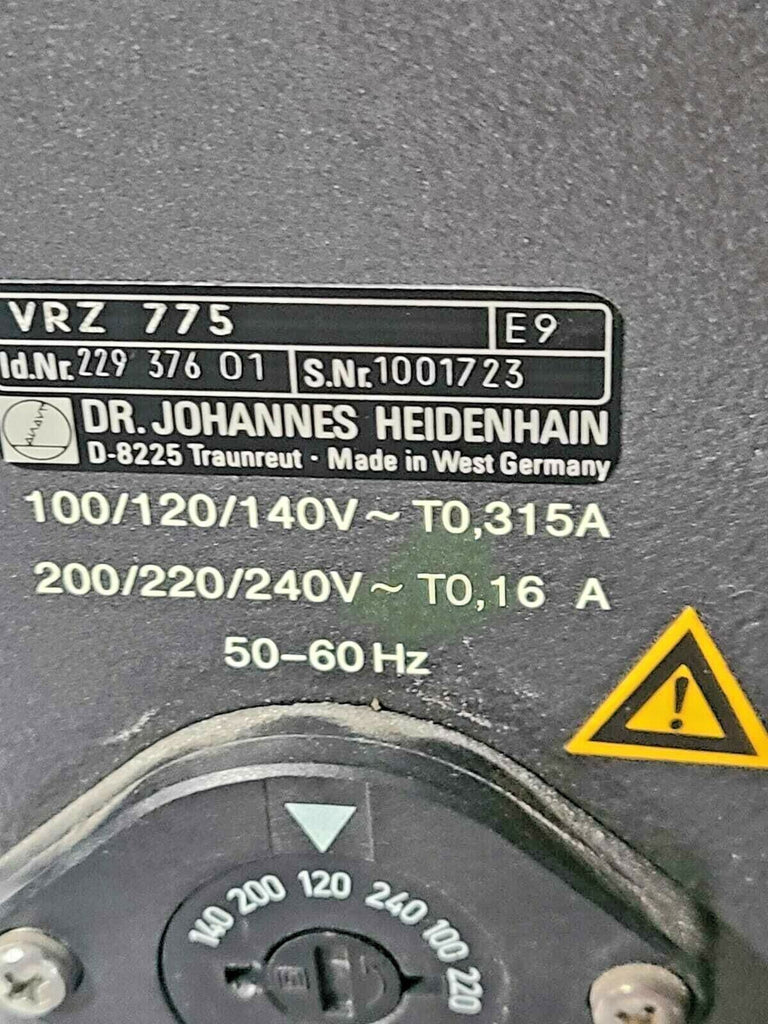 VRZ 775 E9
Id.Nr. 229 376 01 S.Nr. 1001723
DR. JOHANNES HEIDENHAIN
D-8225 Traunreut · Made in West Germany
100/120/140V ~ T0,315A
200/220/240V ~ T0,16 A
50–60 Hz
!
140 200 120 240 100 220